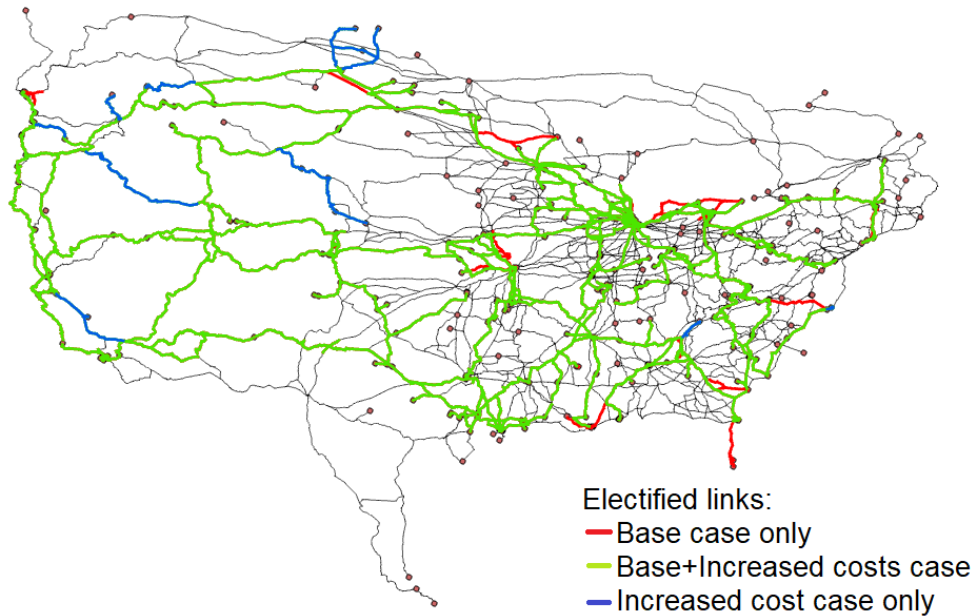 Electified links:
Base case only
Base+Increased costs case
Increased cost case only